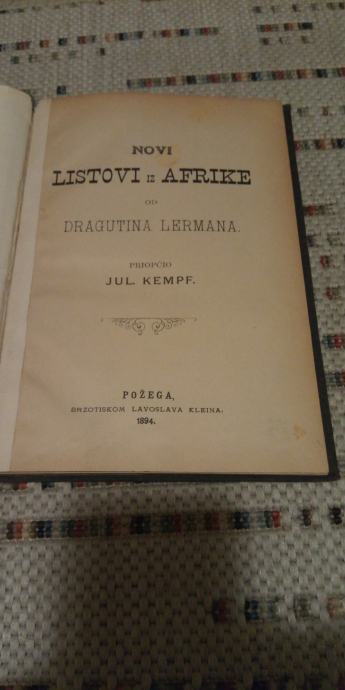 NOVI
LISTOVI IZ AFRIKE
OD
DRAGUTINA LERMANA.
PRIOPĆIO
JUL. KEMPF.
POŽEGA,
BRZOTISKOM LAVOSLAVA KLEINA.
1894.